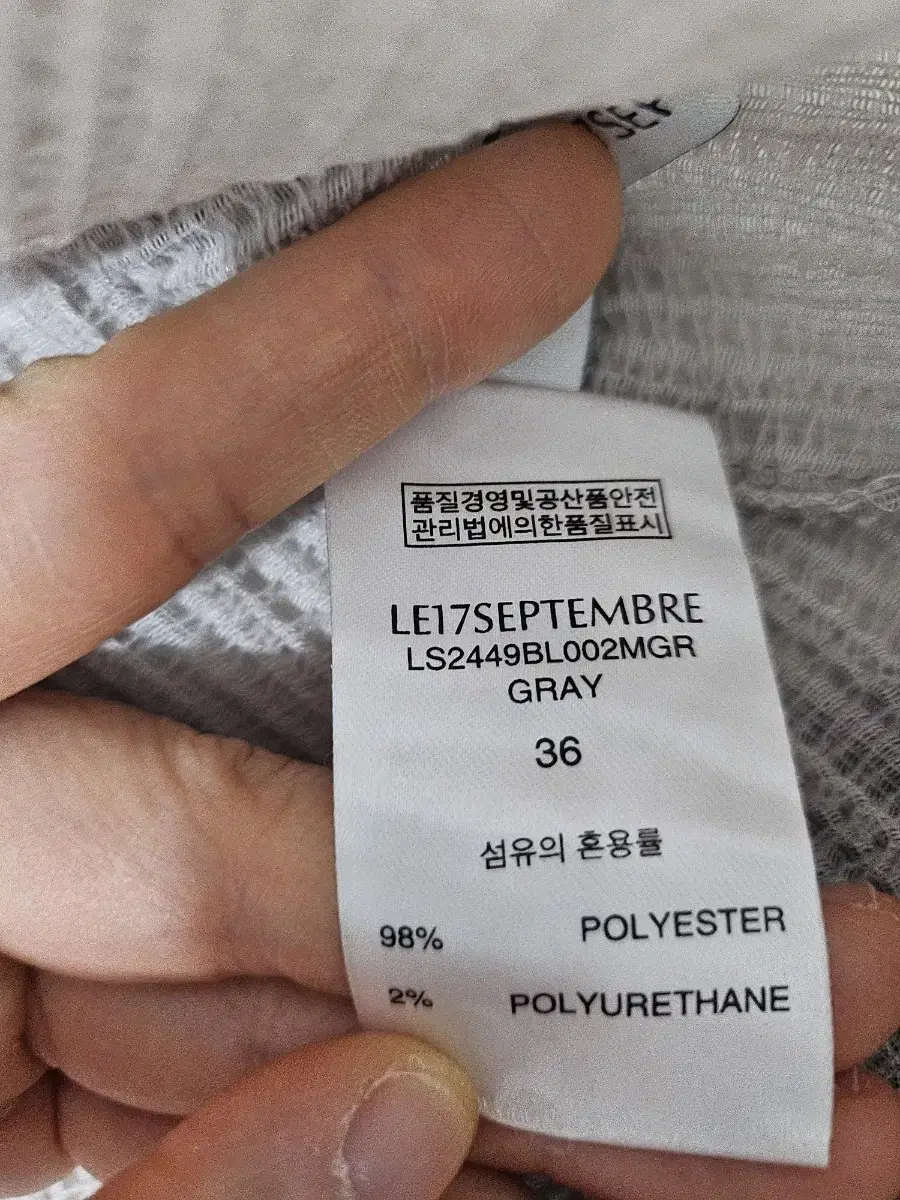 품질경영및공산품안전
관리법에의한품질표시
LE17SEPTEMBRE
LS2449BL002MGR
GRAY
36
섬유의 혼용률
98% POLYESTER
2% POLYURETHANE